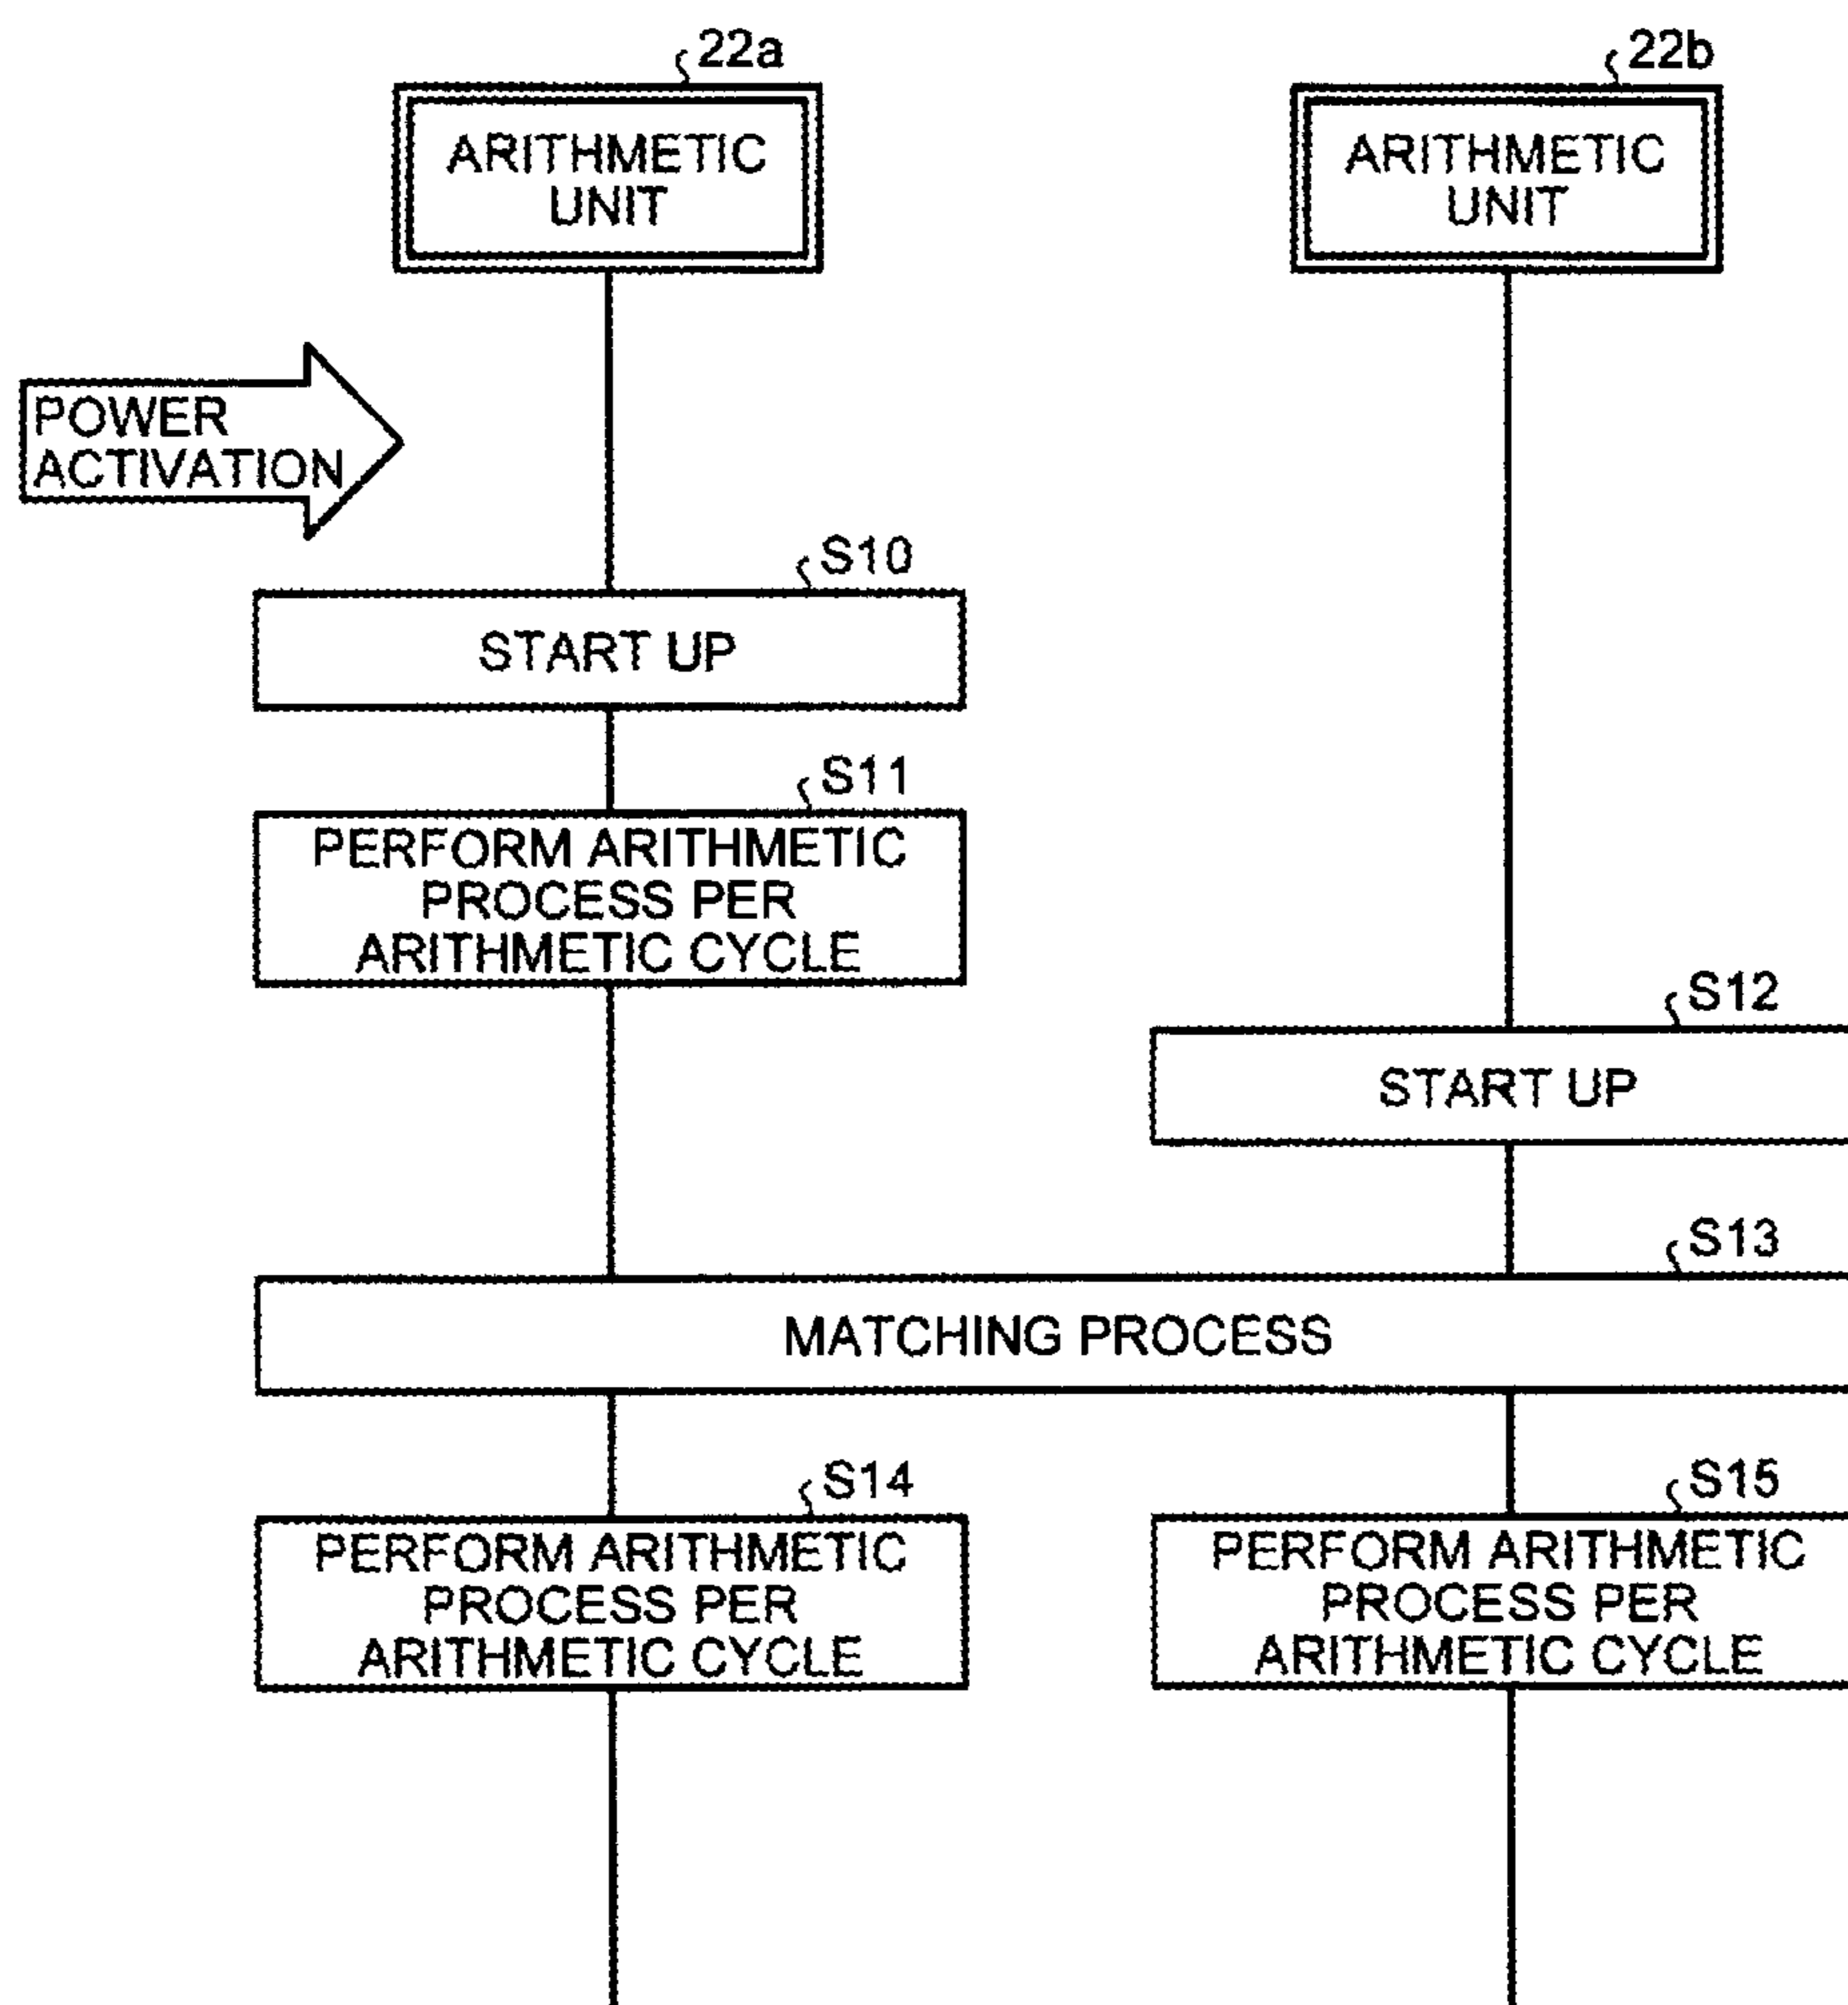 22a
22b
ARITHMETIC
UNIT
ARITHMETIC
UNIT
POWER
ACTIVATION
S10
START UP
S11
PERFORM ARITHMETIC
PROCESS PER
ARITHMETIC CYCLE
S12
START UP
S13
MATCHING PROCESS
S14
S15
PERFORM ARITHMETIC
PROCESS PER
ARITHMETIC CYCLE
PERFORM ARITHMETIC
PROCESS PER
ARITHMETIC CYCLE